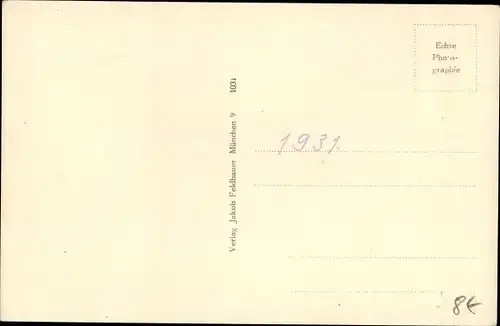 Echte
Photo-
graphie
Verlag Jakob Feldbauer München 9 1031
1931.
8€